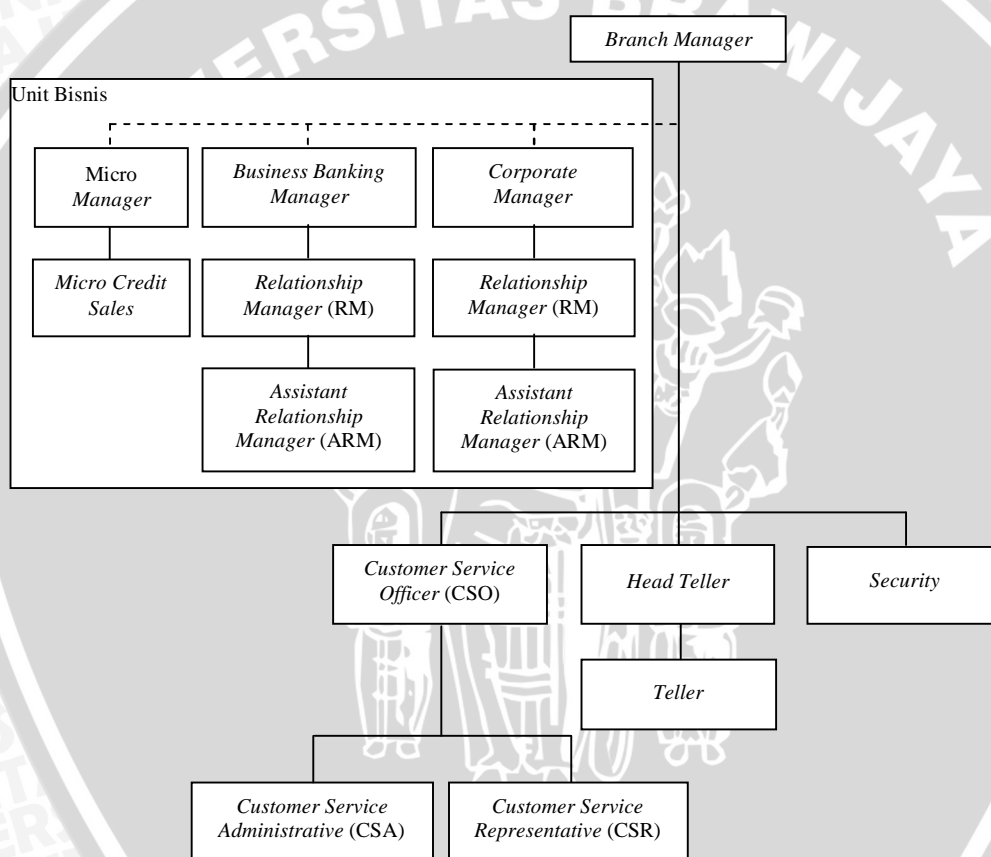 UNIVERSITAS BRAWIJAYA
Branch Manager
Unit Bisnis
Micro
Manager
Business Banking
Manager
Corporate
Manager
Micro Credit
Sales
Relationship
Manager (RM)
Relationship
Manager (RM)
Assistant
Relationship
Manager (ARM)
Assistant
Relationship
Manager (ARM)
Customer Service
Officer (CSO)
Head Teller
Security
Teller
Customer Service
Administrative (CSA)
Customer Service
Representative (CSR)